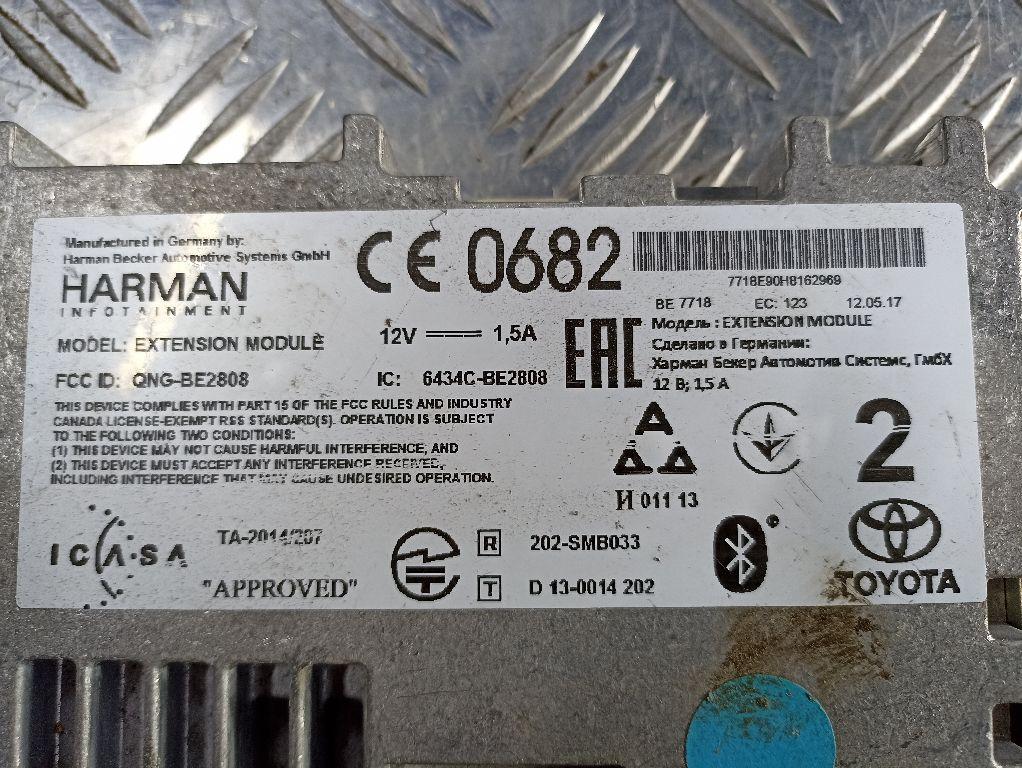 Manufactured in Germany by:
Harman Becker Automotive Systems GmbH
HARMAN
INFOTAINMENT
CE 0682
7718E90H8162969
BE 7718 EC: 123 12.05.17
MODEL: EXTENSION MODULE
12V 1,5A
EAC
Модель : EXTENSION MODULE
Сделано в Германии:
Харман Бекер Аутомотив Системс, ГмбХ
12 В; 1,5 А
FCC ID: QNG-BE2808
IC: 6434C-BE2808
THIS DEVICE COMPLIES WITH PART 15 OF THE FCC RULES AND INDUSTRY
CANADA LICENSE-EXEMPT RSS STANDARD(S). OPERATION IS SUBJECT
TO THE FOLLOWING TWO CONDITIONS:
(1) THIS DEVICE MAY NOT CAUSE HARMFUL INTERFERENCE, AND
(2) THIS DEVICE MUST ACCEPT ANY INTERFERENCE RECEIVED,
INCLUDING INTERFERENCE THAT MAY CAUSE UNDESIRED OPERATION.
И 011 13
2
ICASA
TA-2014/207
"APPROVED"
R 202-SMB033
T D 13-0014 202
TOYOTA